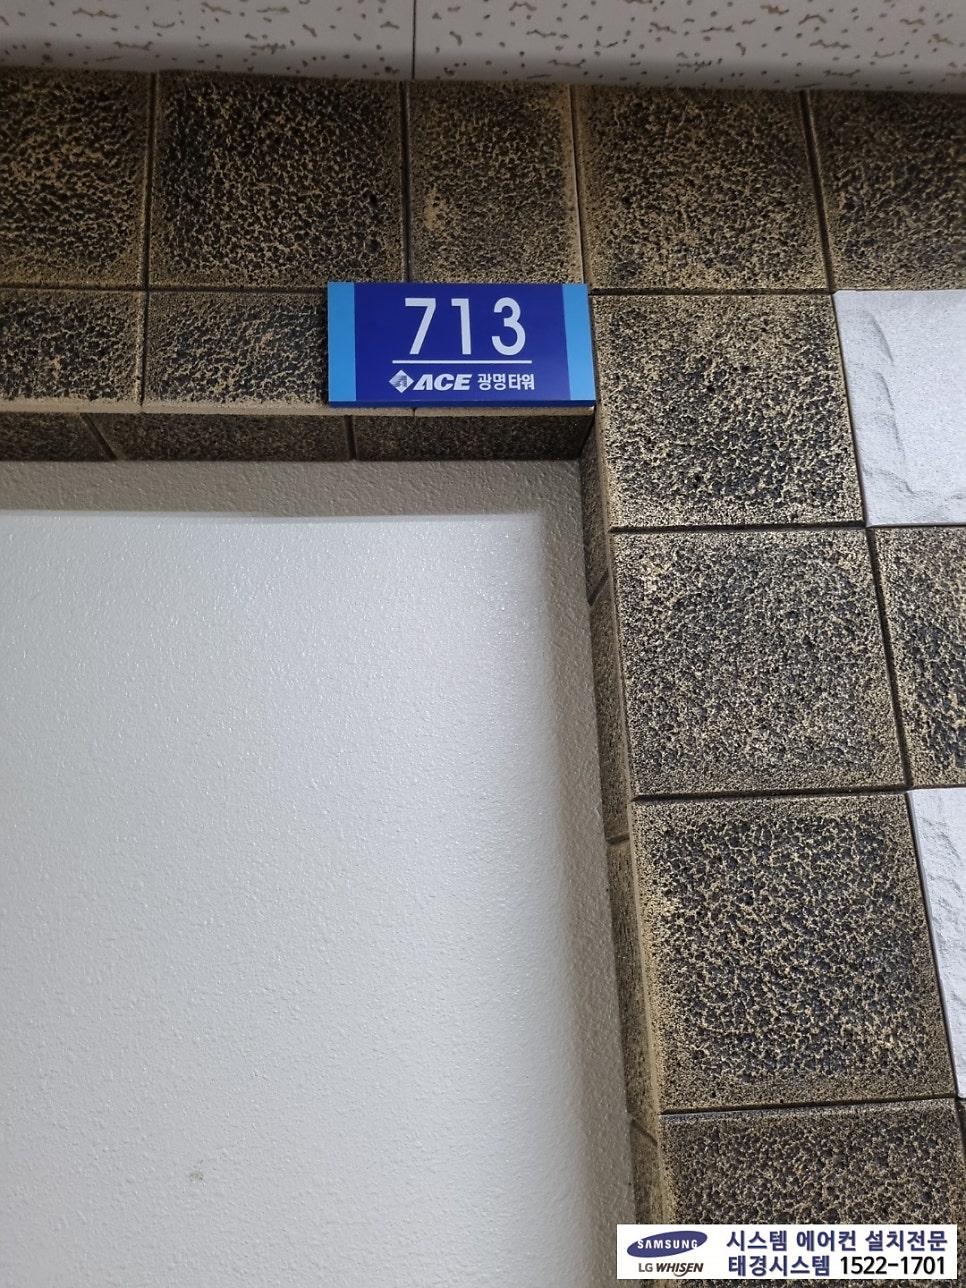 713
ACE 광명타워
SAMSUNG
LG WHISEN
시스템 에어컨 설치전문
태경시스템 1522-1701